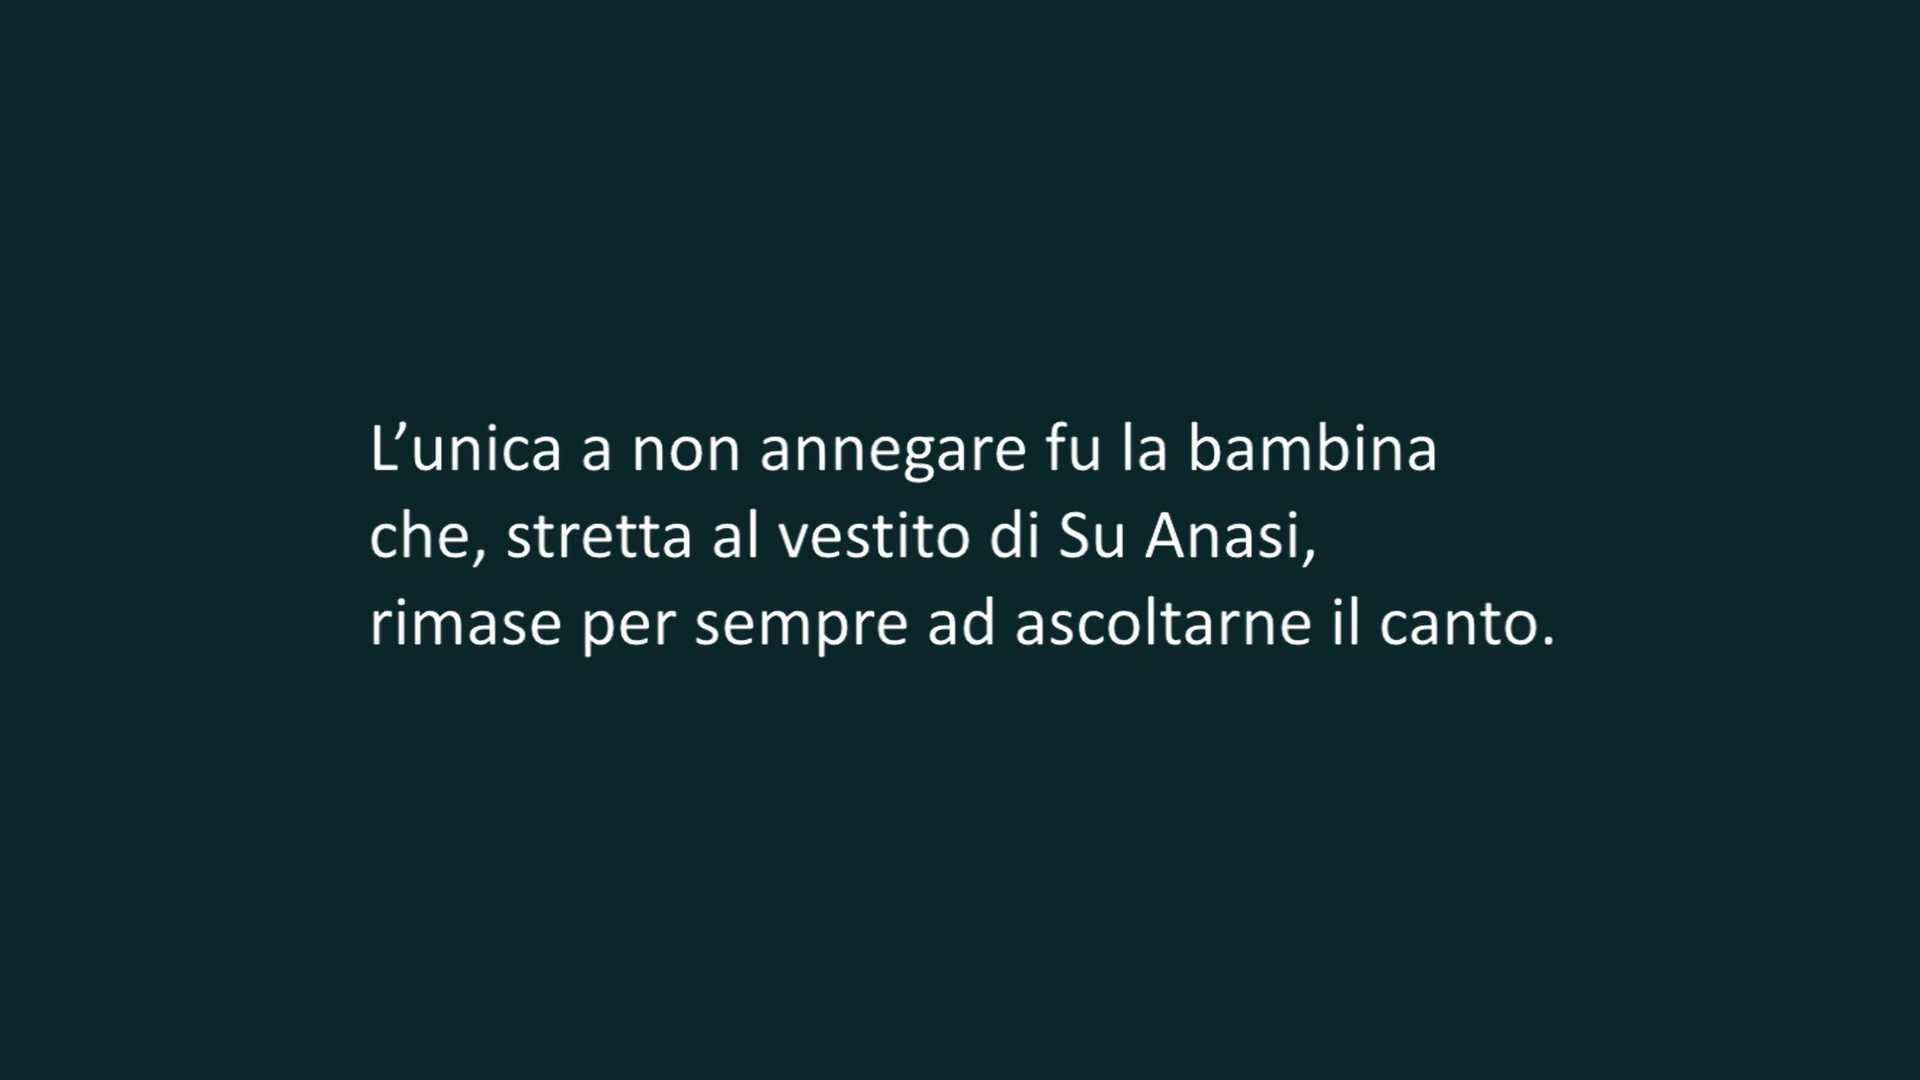 L’unica a non annegare fu la bambina
che, stretta al vestito di Su Anasi,
rimase per sempre ad ascoltarne il canto.